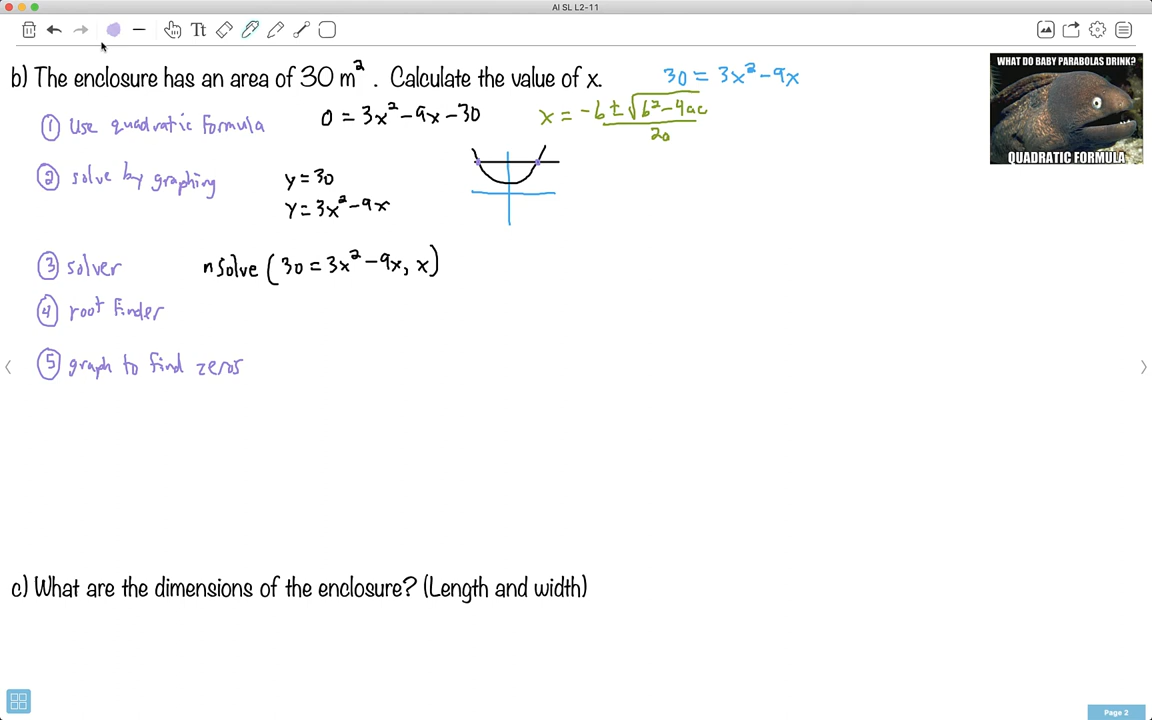 AI SL L2-11
Tt
b) The enclosure has an area of 30 m². Calculate the value of x.
30 = 3x² - 9x
WHAT DO BABY PARABOLAS DRINK?
QUADRATIC FORMULA
① Use quadratic formula
0 = 3x² - 9x - 30
x = -b ± √b² - 4ac / 2a
② solve by graphing
y = 30
y = 3x² - 9x
③ solver
nsolve (30 = 3x² - 9x, x)
④ root finder
⑤ graph to find zeros
c) What are the dimensions of the enclosure? (Length and width)
Page 2